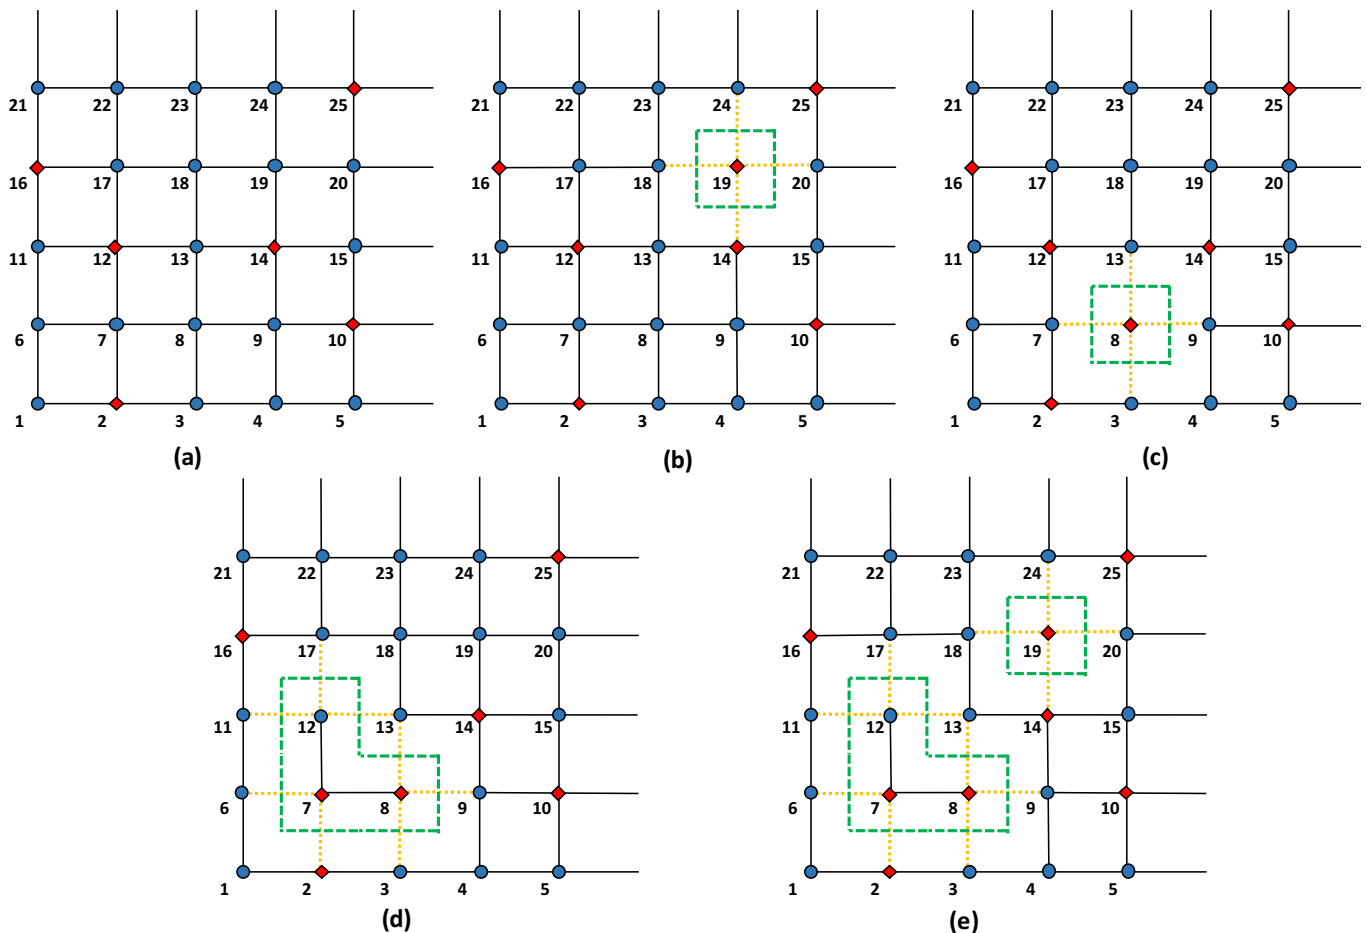 21 22 23 24 25 21 22 23 24 25 21 22 23 24 25
16 17 18 19 20 16 17 18 19 20 16 17 18 19 20
11 12 13 14 15 11 12 13 14 15 11 12 13 14 15
6 7 8 9 10 6 7 8 9 10 6 7 8 9 10
1 2 3 4 5 1 2 3 4 5 1 2 3 4 5
(a) (b) (c)
21 22 23 24 25 21 22 23 24 25
16 17 18 19 20 16 17 18 19 20
11 12 13 14 15 11 12 13 14 15
6 7 8 9 10 6 7 8 9 10
1 2 3 4 5 1 2 3 4 5
(d) (e)